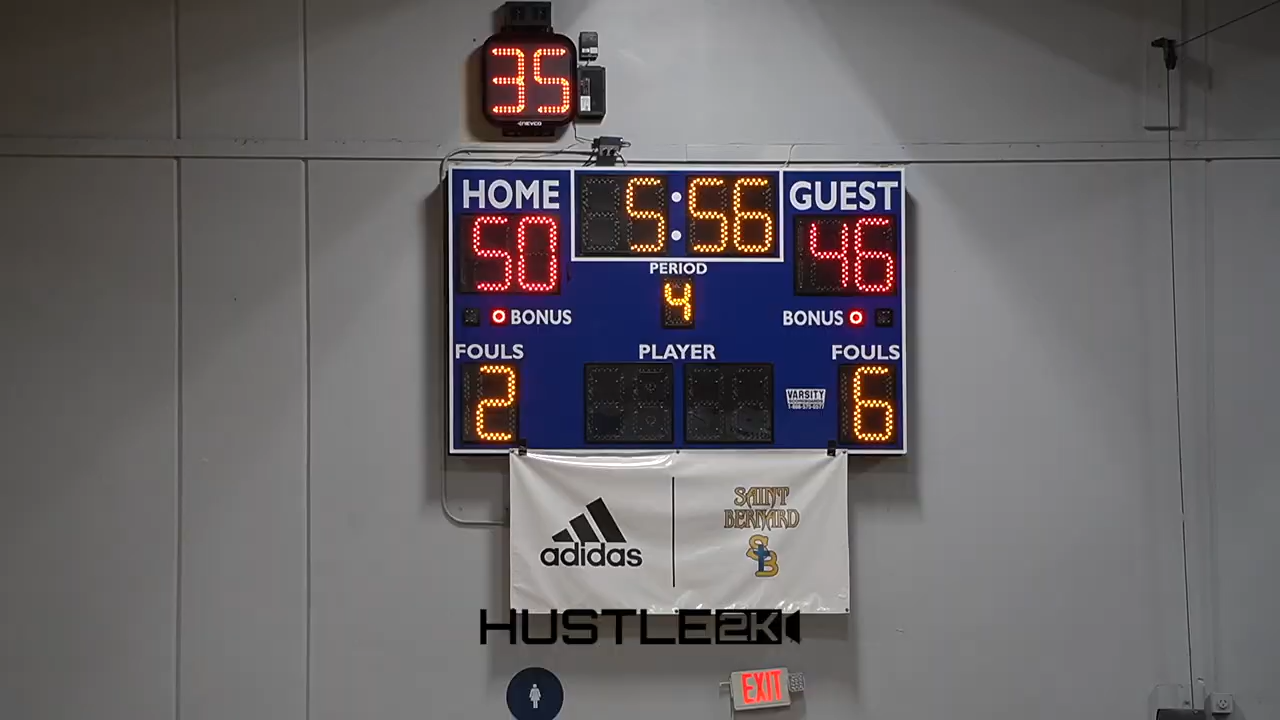 35
NEVCO
HOME
5:56
GUEST
50
46
PERIOD
4
BONUS
BONUS
FOULS
PLAYER
FOULS
2
6
VARSITY
adidas
SAINT
BERNARD
SB
HUSTLE2K
EXIT